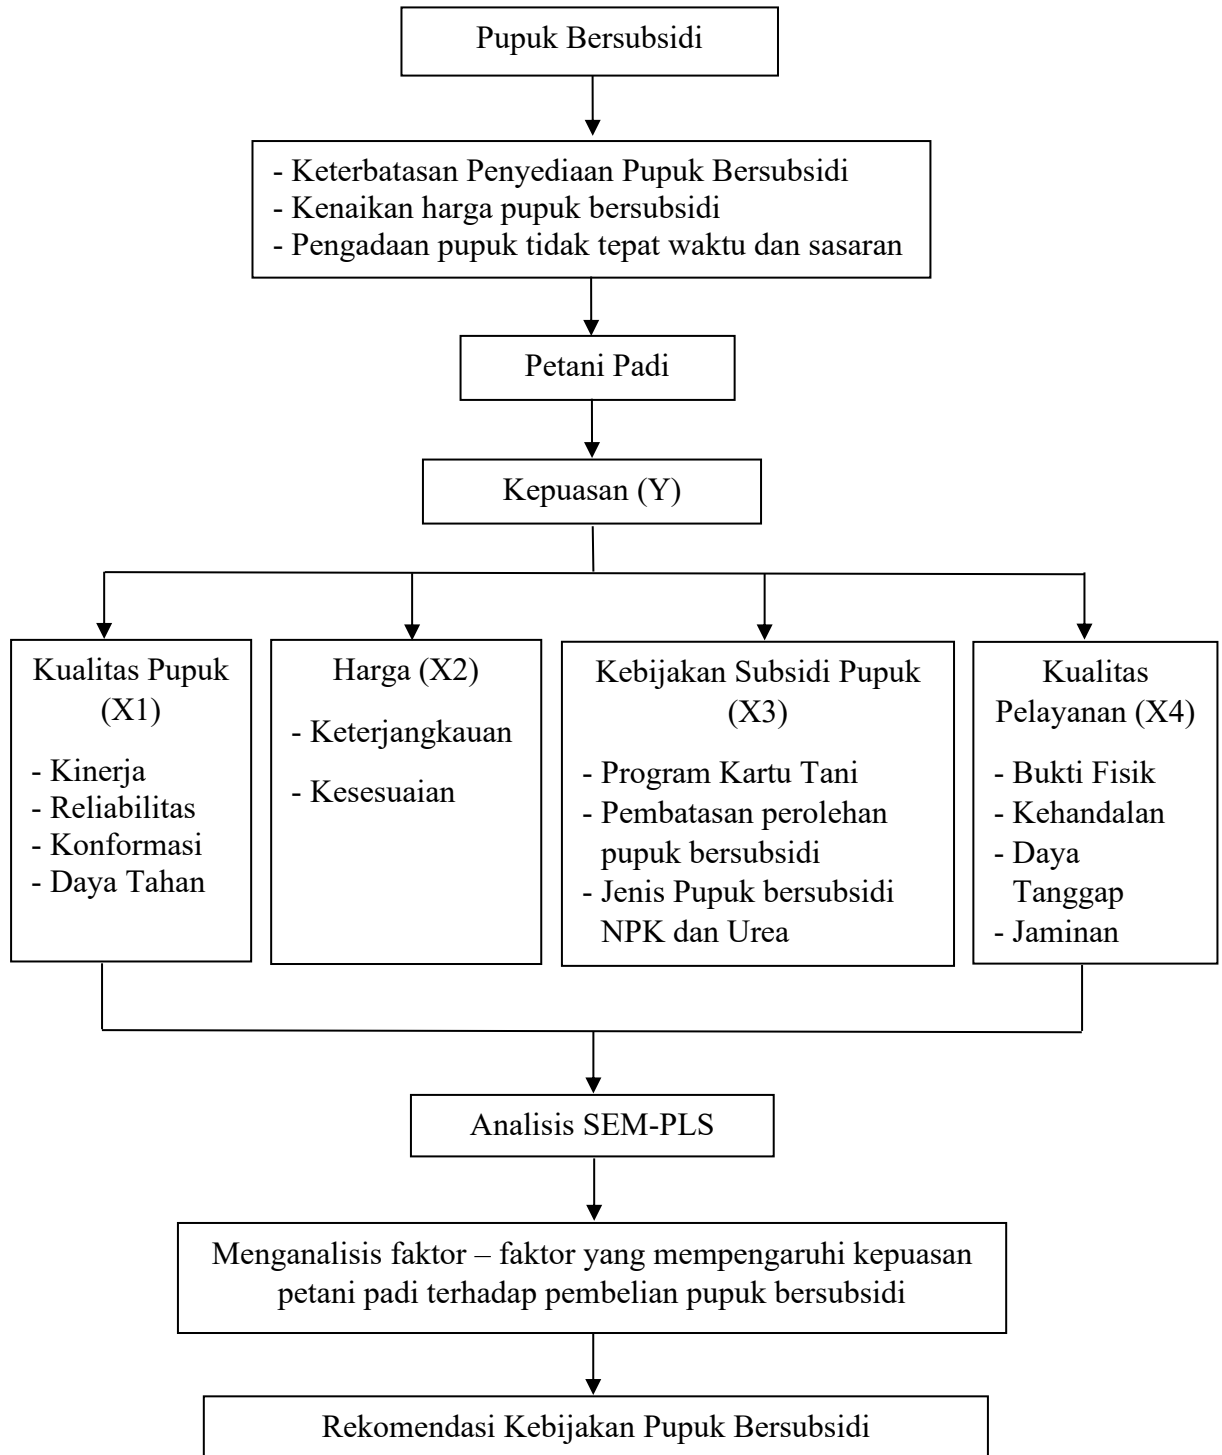 Pupuk Bersubsidi
- Keterbatasan Penyediaan Pupuk Bersubsidi
- Kenaikan harga pupuk bersubsidi
- Pengadaan pupuk tidak tepat waktu dan sasaran
Petani Padi
Kepuasan (Y)
Kualitas Pupuk
(X1)
- Kinerja
- Reliabilitas
- Konformasi
- Daya Tahan
Harga (X2)
- Keterjangkauan
- Kesesuaian
Kebijakan Subsidi Pupuk
(X3)
- Program Kartu Tani
- Pembatasan perolehan
pupuk bersubsidi
- Jenis Pupuk bersubsidi
NPK dan Urea
Kualitas
Pelayanan (X4)
- Bukti Fisik
- Kehandalan
- Daya
Tanggap
- Jaminan
Analisis SEM-PLS
Menganalisis faktor – faktor yang mempengaruhi kepuasan
petani padi terhadap pembelian pupuk bersubsidi
Rekomendasi Kebijakan Pupuk Bersubsidi